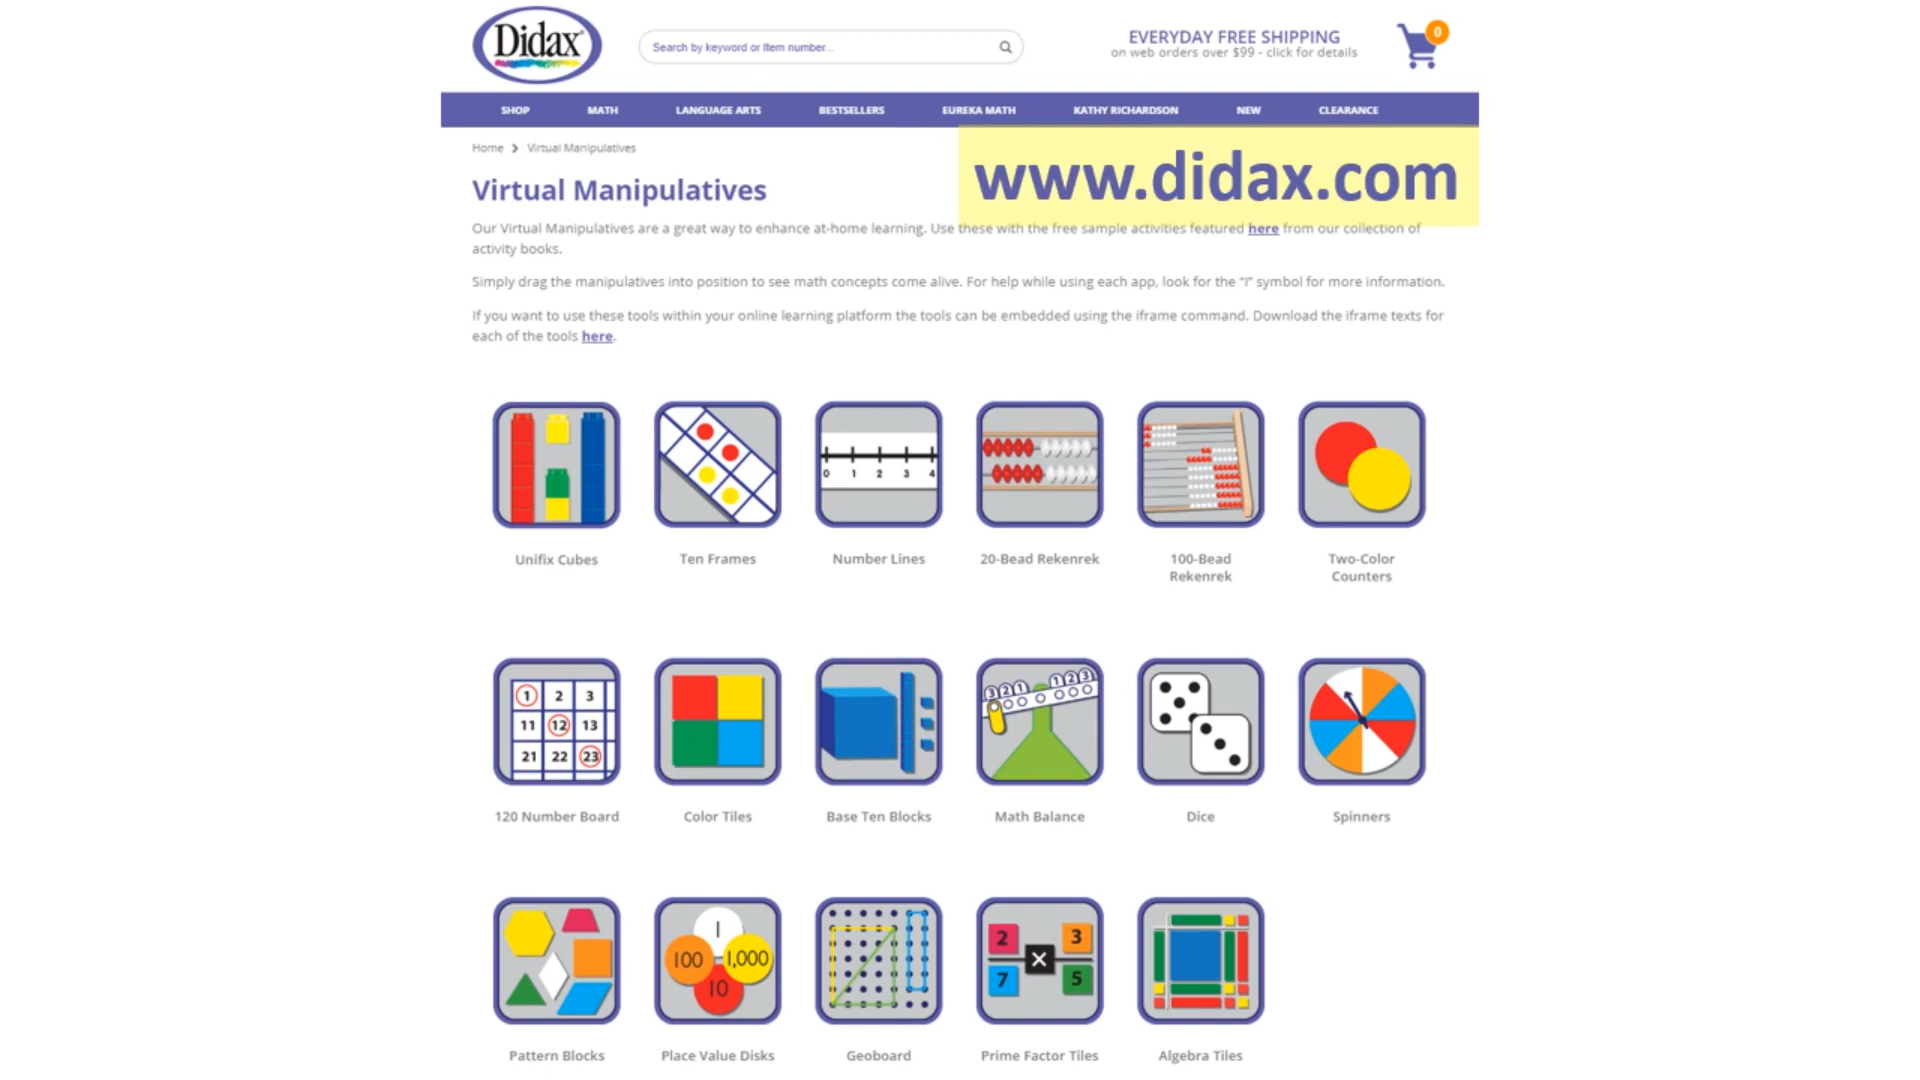 Didax
Search by keyword or Item number...
EVERYDAY FREE SHIPPING
on web orders over $99 - click for details
0
SHOP MATH LANGUAGE ARTS BESTSELLERS EUREKA MATH KATHY RICHARDSON NEW CLEARANCE
Home > Virtual Manipulatives
www.didax.com
Virtual Manipulatives
Our Virtual Manipulatives are a great way to enhance at-home learning. Use these with the free sample activities featured here from our collection of
activity books.
Simply drag the manipulatives into position to see math concepts come alive. For help while using each app, look for the "I" symbol for more information.
If you want to use these tools within your online learning platform the tools can be embedded using the iframe command. Download the iframe texts for
each of the tools here.
0 1 2 3 4
Unifix Cubes Ten Frames Number Lines 20-Bead Rekenrek 100-Bead Two-Color
Rekenrek Counters
1 2 3
11 12 13
21 22 23
3 2 1 1 2 3
120 Number Board Color Tiles Base Ten Blocks Math Balance Dice Spinners
1
100 1,000
10
2 3
×
7 5
Pattern Blocks Place Value Disks Geoboard Prime Factor Tiles Algebra Tiles